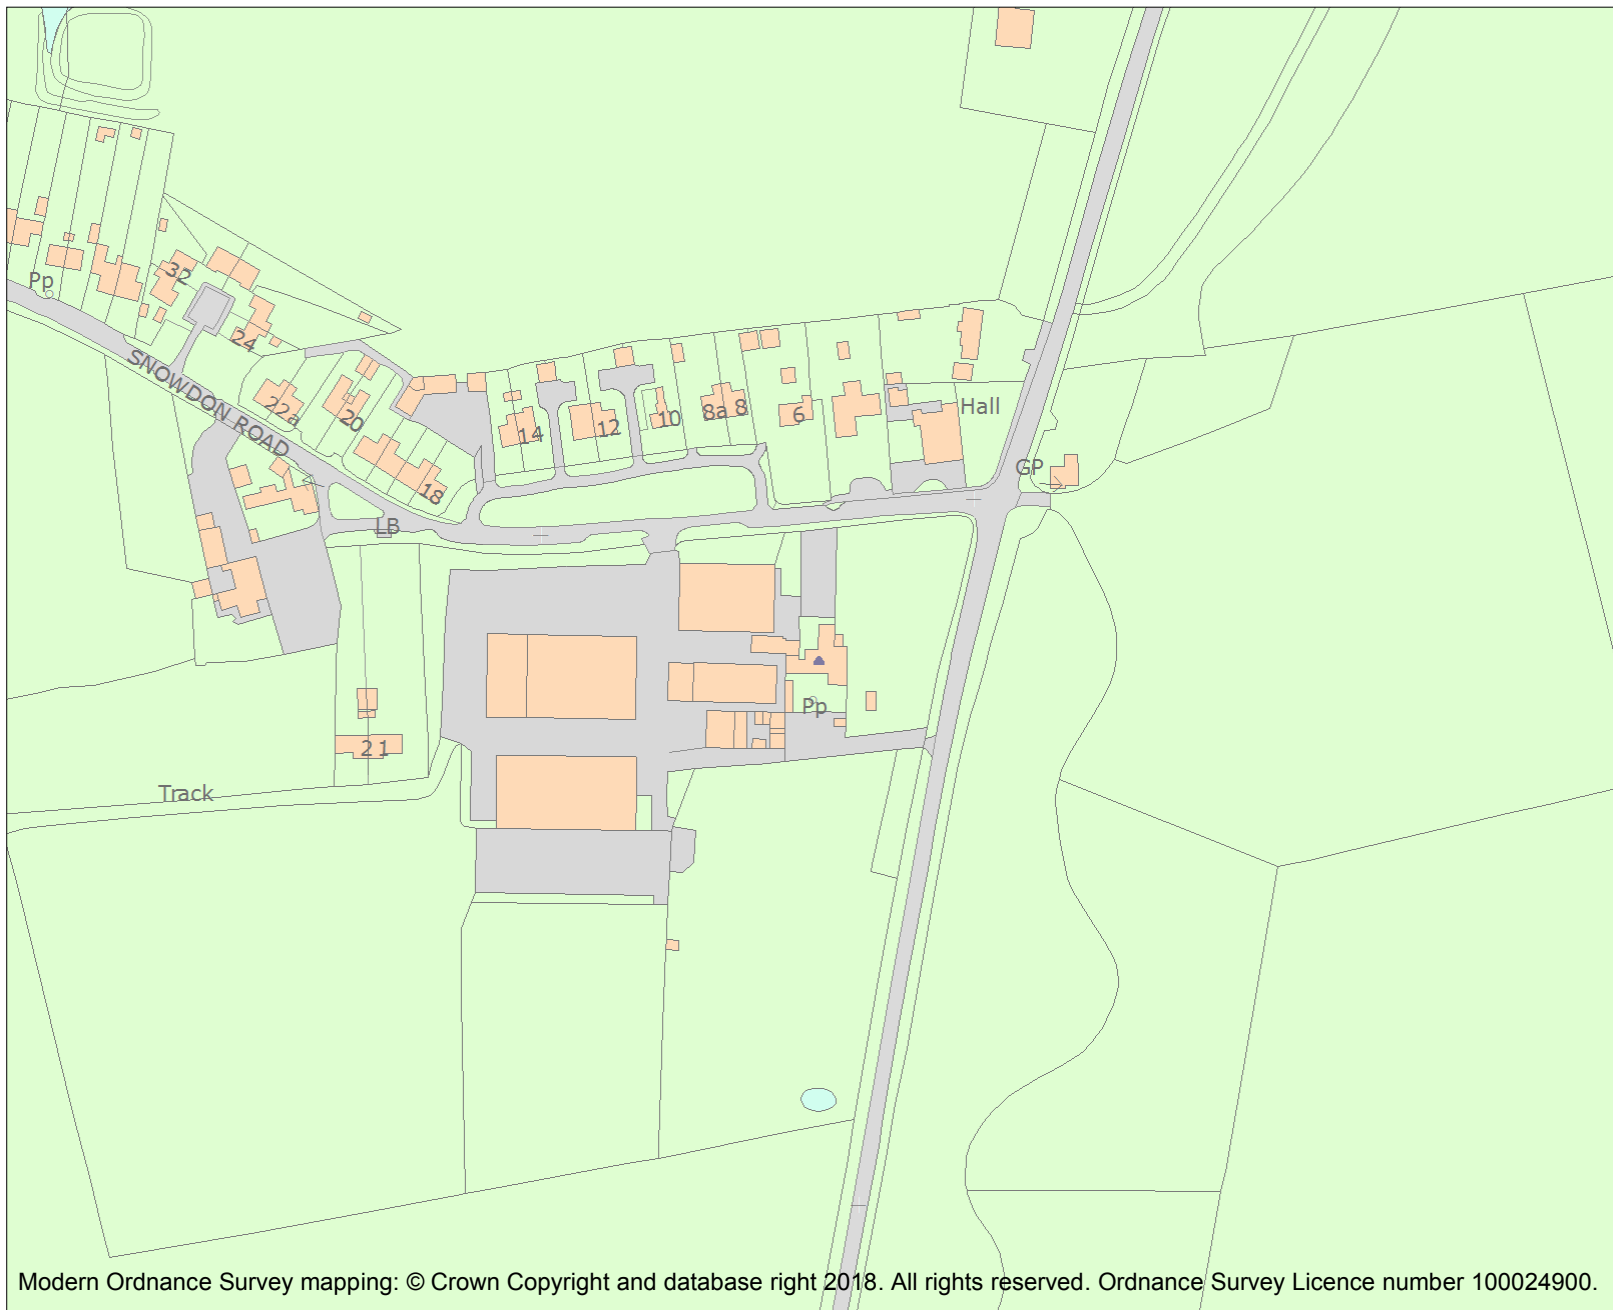 32
Pp
24
SNOWDON ROAD
22a
20
18
14
12
10
8a
8
6
Hall
GP
LB
Pp
21
Track
Modern Ordnance Survey mapping: © Crown Copyright and database right 2018. All rights reserved. Ordnance Survey Licence number 100024900.